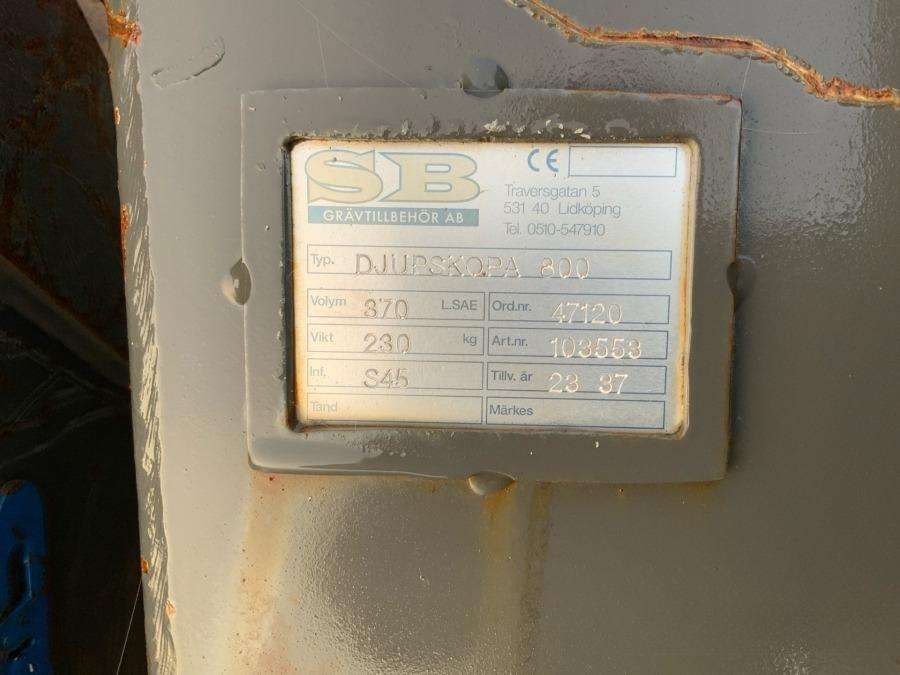 SB
GRÄVTILLBEHÖR AB
CE
Traversgatan 5
531 40 Lidköping
Tel. 0510-547910
Typ. DJUPSKOPA 800
Volym 370 L.SAE
Ord.nr. 47120
Vikt 230 kg
Art.nr. 103553
Inf. S45
Tillv. år 23 37
Tand
Märkes